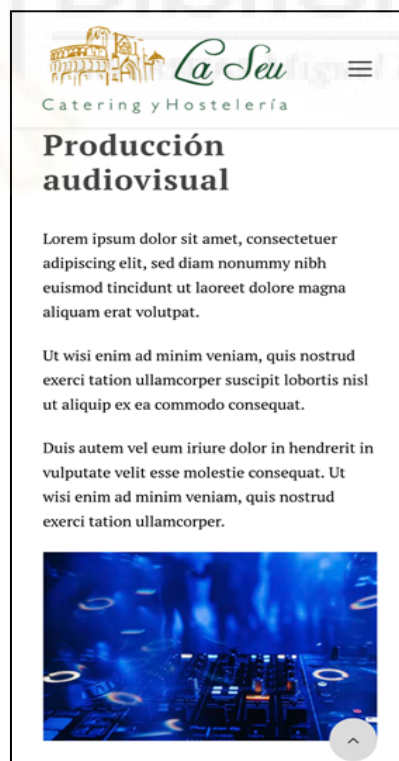 La Seu
Catering y Hostelería
Producción
audiovisual
Lorem ipsum dolor sit amet, consectetuer
adipiscing elit, sed diam nonummy nibh
euismod tincidunt ut laoreet dolore magna
aliquam erat volutpat.
Ut wisi enim ad minim veniam, quis nostrud
exerci tation ullamcorper suscipit lobortis nisl
ut aliquip ex ea commodo consequat.
Duis autem vel eum iriure dolor in hendrerit in
vulputate velit esse molestie consequat. Ut
wisi enim ad minim veniam, quis nostrud
exerci tation ullamcorper.